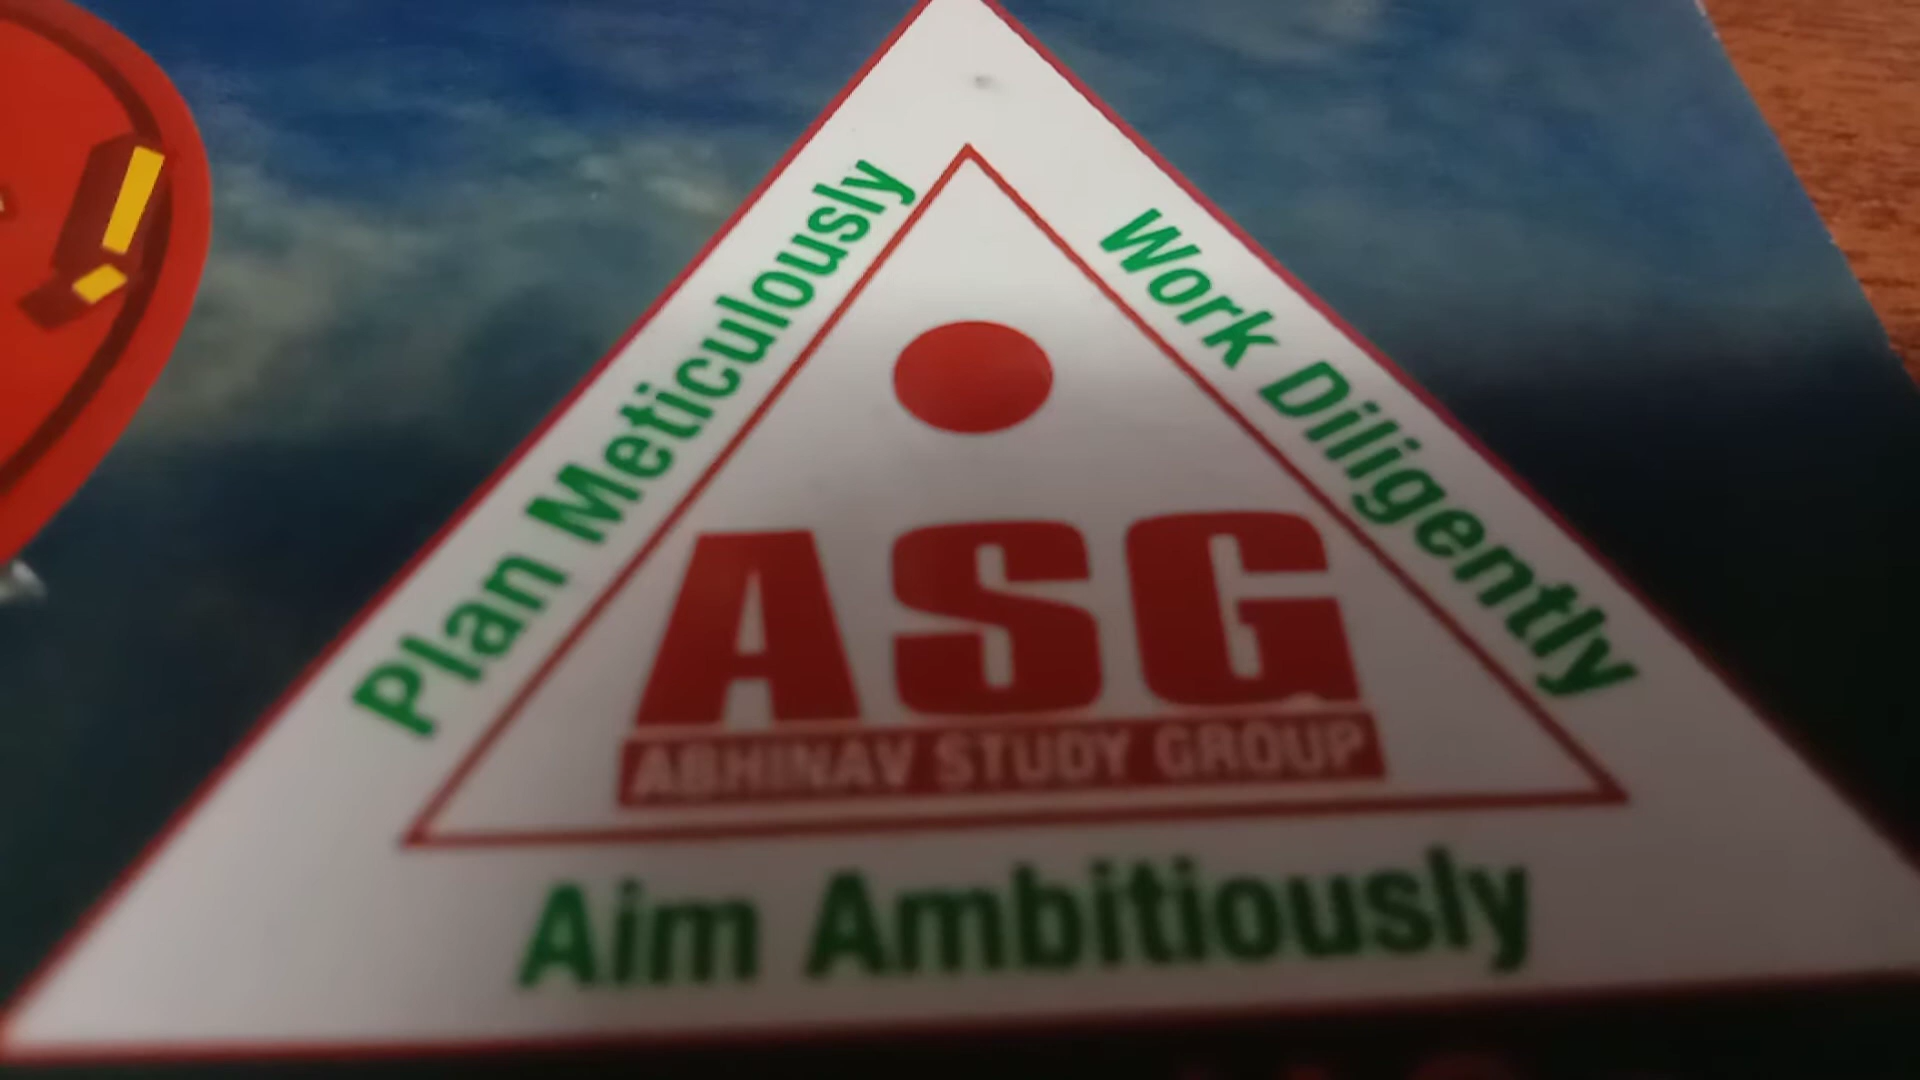 Plan Meticulously
Work Diligently
ASG
ABHINAV STUDY GROUP
Aim Ambitiously